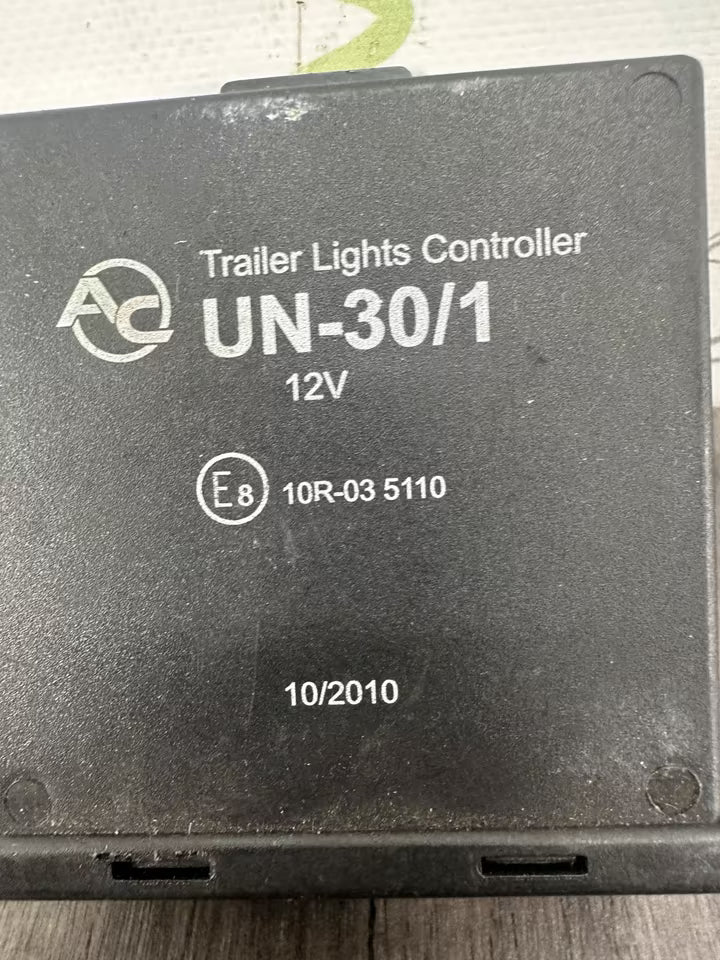 AC
Trailer Lights Controller
UN-30/1
12V
E8 10R-03 5110
10/2010